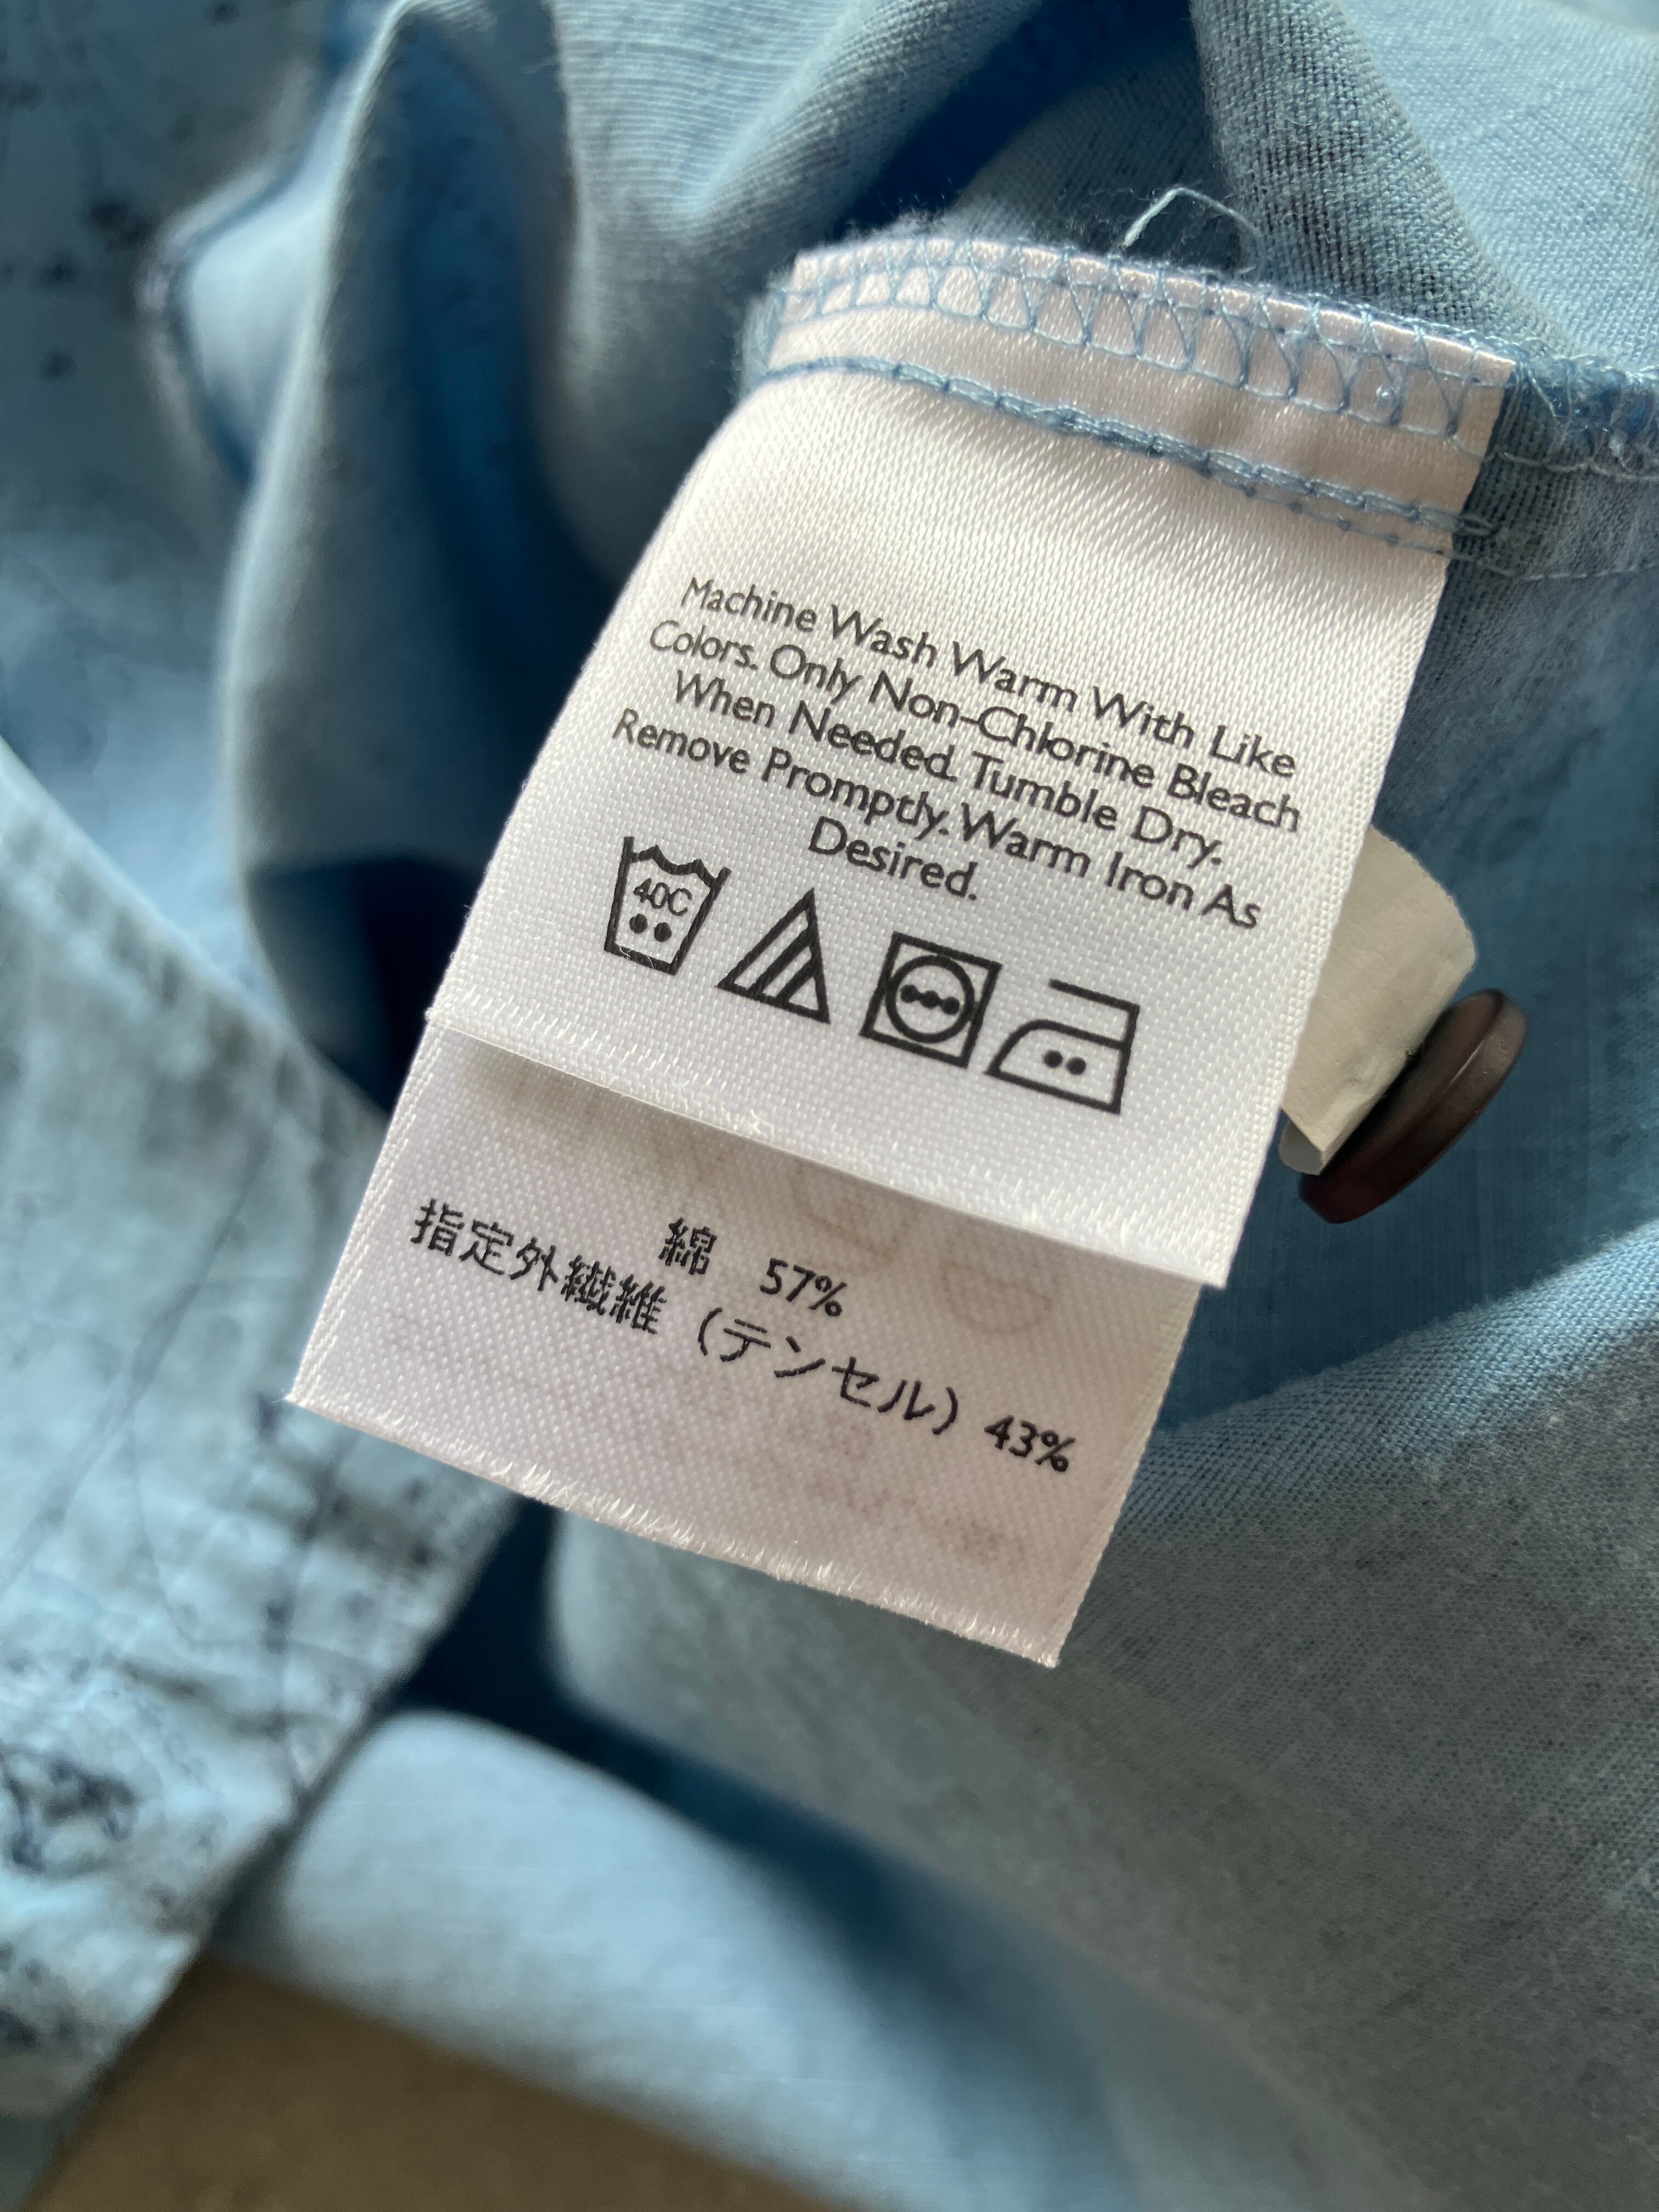 Machine Wash Warm With Like
Colors. Only Non-Chlorine Bleach
When Needed. Tumble Dry.
Remove Promptly. Warm Iron As
Desired.
40C
綿 57%
指定外繊維 (テンセル) 43%